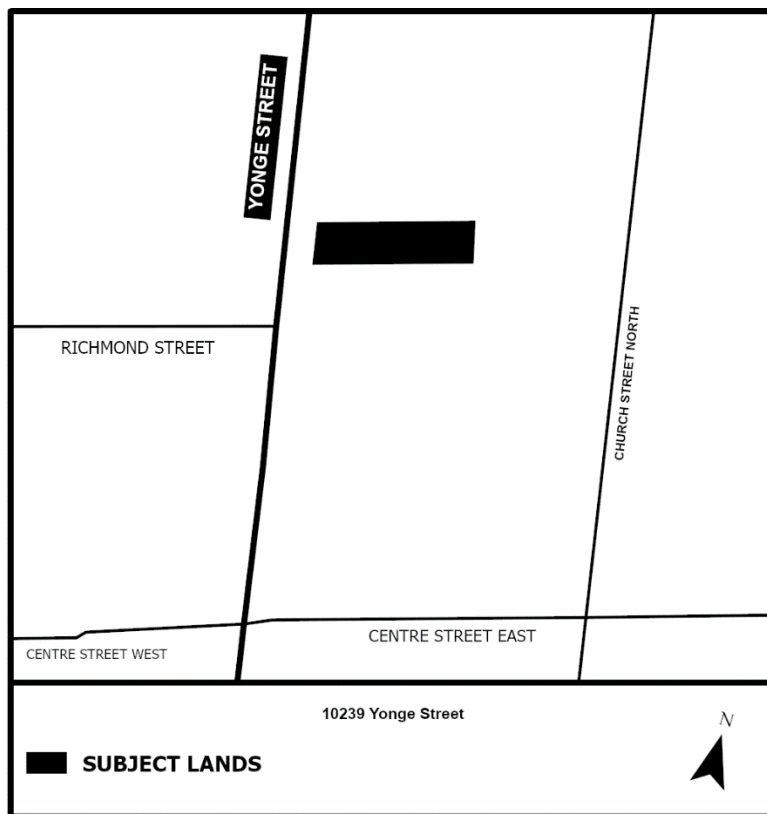 YONGE STREET
RICHMOND STREET
CHURCH STREET NORTH
CENTRE STREET EAST
CENTRE STREET WEST
10239 Yonge Street
N
SUBJECT LANDS